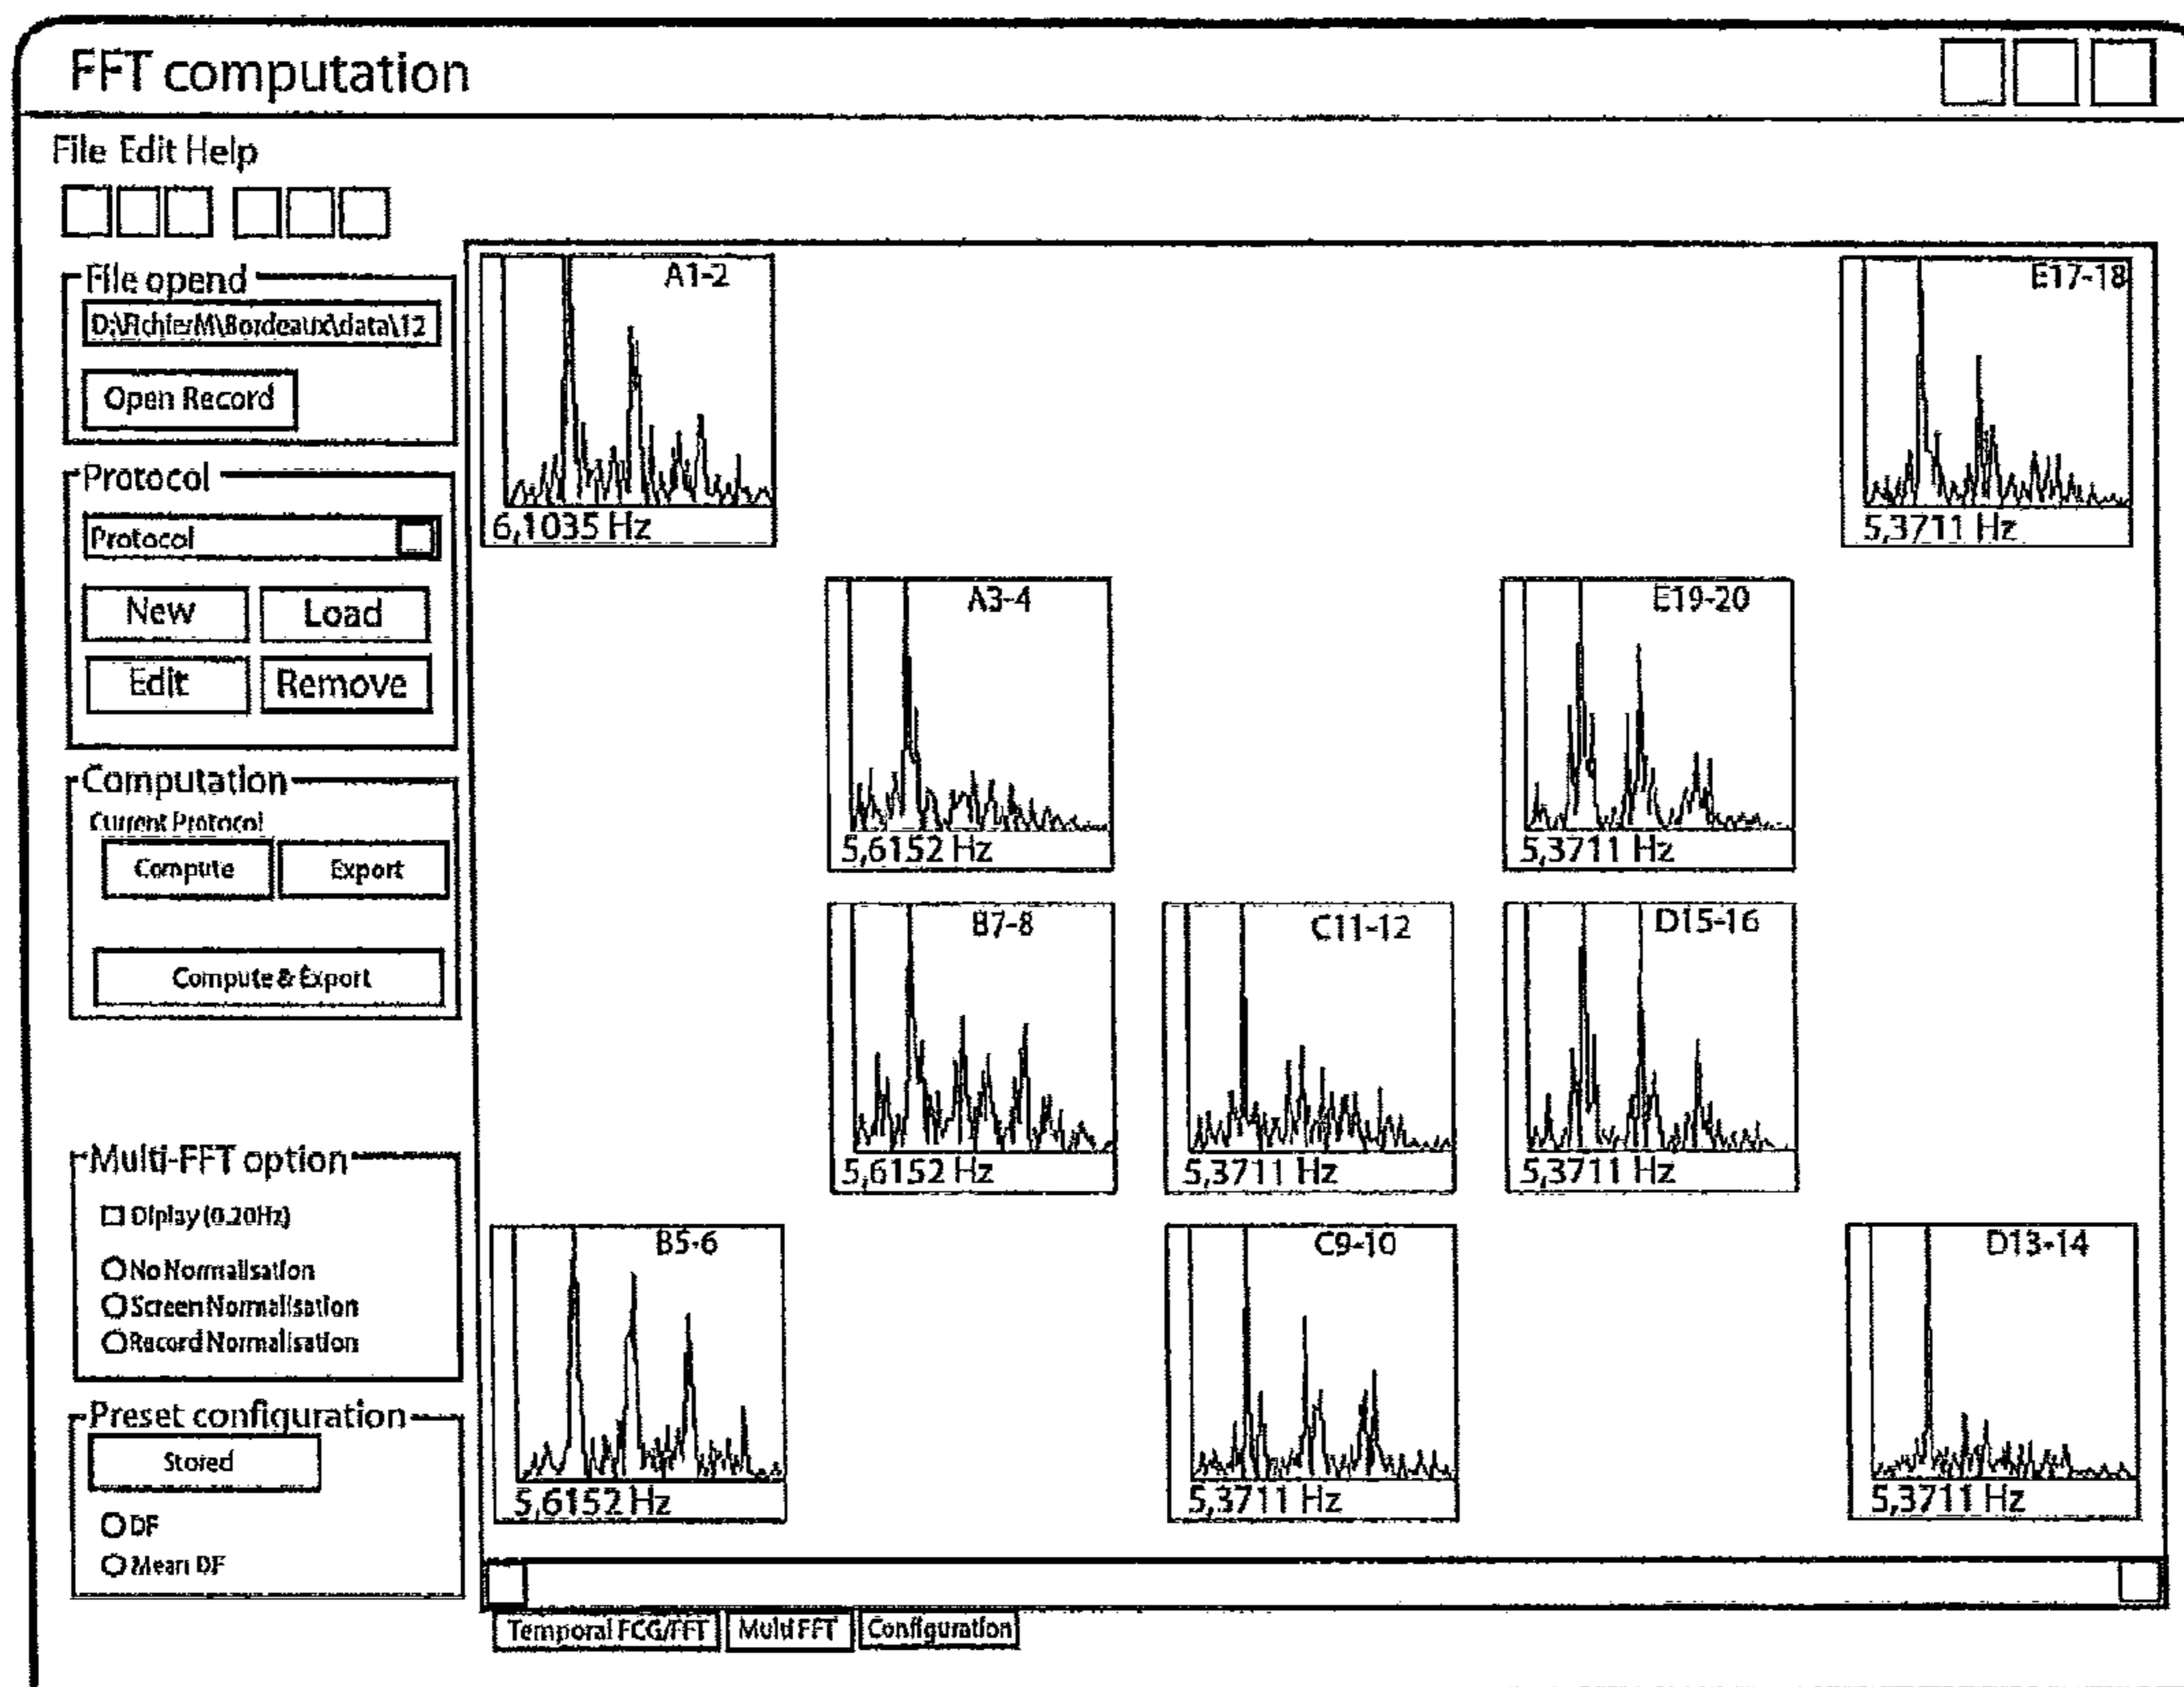 FFT computation
File Edit Help
File opend
D:\FichierM\Bordeaux\data\12
Open Record
Protocol
Protocol
New Load
Edit Remove
Computation
Current Protocol
Compute Export
Compute & Export
Multi-FFT option
Diplay (0.20Hz)
No Normalisation
Screen Normalisation
Record Normalisation
Preset configuration
Stored
DF
Mean DF
A1-2
6,1035 Hz
E17-18
5,3711 Hz
A3-4
5,6152 Hz
E19-20
5,3711 Hz
B7-8
5,6152 Hz
C11-12
5,3711 Hz
D15-16
5,3711 Hz
B5-6
5,6152 Hz
C9-10
5,3711 Hz
D13-14
5,3711 Hz
Temporal FCG/FFT Multi FFT Configuration